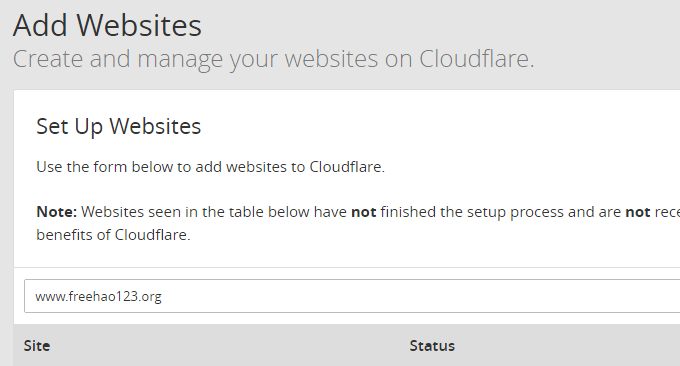 Add Websites
Create and manage your websites on Cloudflare.
Set Up Websites
Use the form below to add websites to Cloudflare.
Note: Websites seen in the table below have not finished the setup process and are not
benefits of Cloudflare.
www.freehao123.org
Site Status